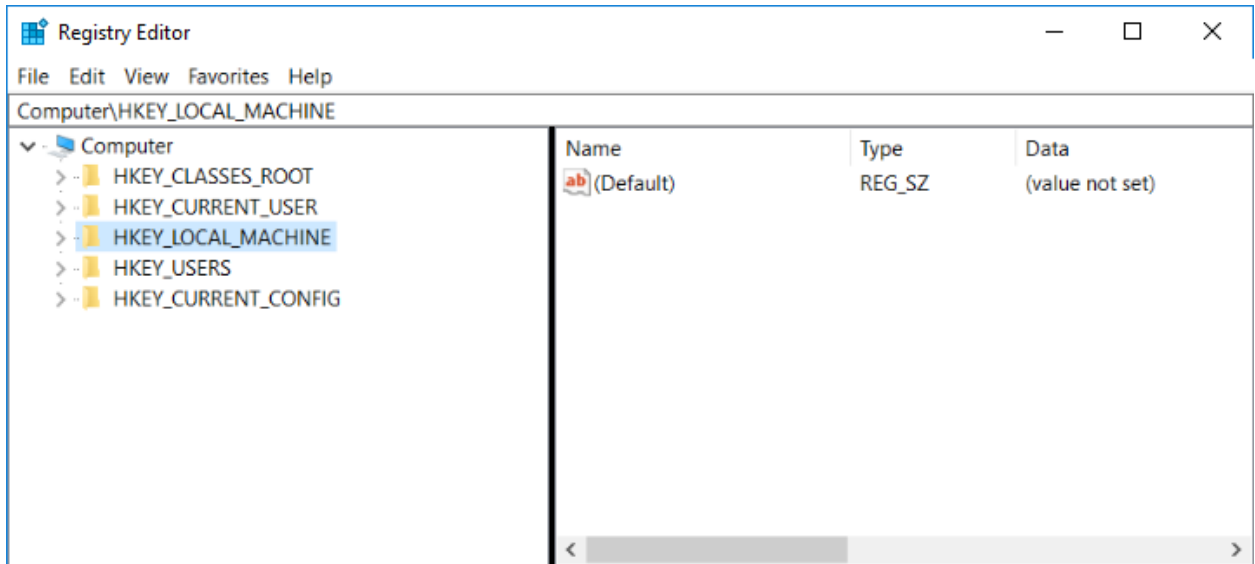 Registry Editor
File Edit View Favorites Help
Computer\HKEY_LOCAL_MACHINE
Computer
HKEY_CLASSES_ROOT
HKEY_CURRENT_USER
HKEY_LOCAL_MACHINE
HKEY_USERS
HKEY_CURRENT_CONFIG
Name Type Data
ab (Default) REG_SZ (value not set)